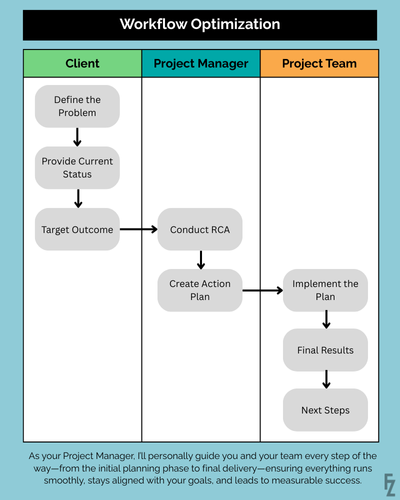 Workflow Optimization
Client
Project Manager
Project Team
Define the
Problem
Provide Current
Status
Target Outcome
Conduct RCA
Create Action
Plan
Implement the
Plan
Final Results
Next Steps
As your Project Manager, I'll personally guide you and your team every step of the
way—from the initial planning phase to final delivery—ensuring everything runs
smoothly, stays aligned with your goals, and leads to measurable success.
FZ